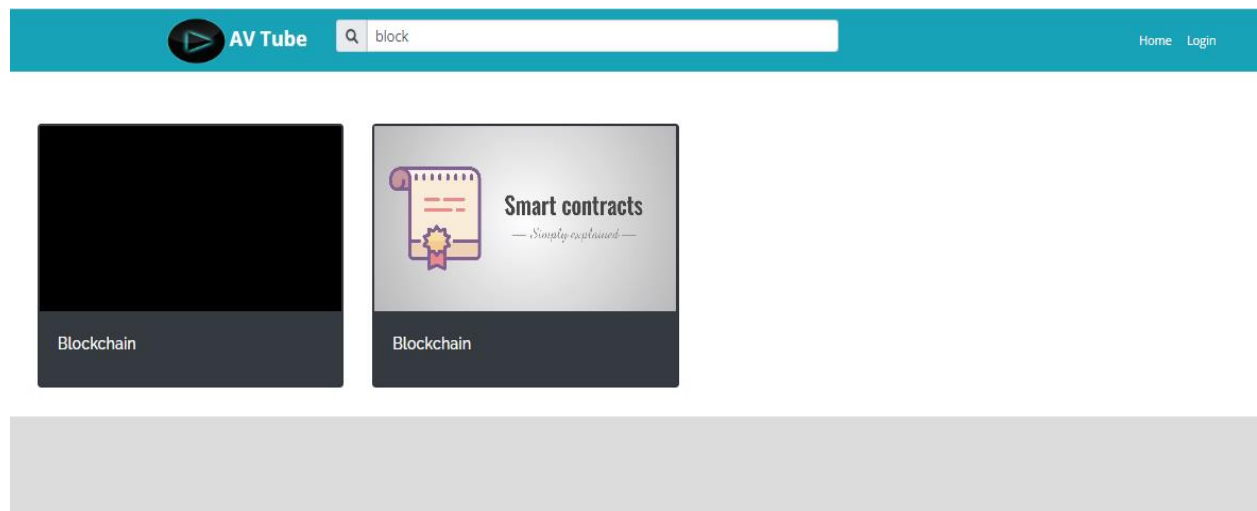 AV Tube
block
Home Login
Smart contracts
— Simply explained —
Blockchain
Blockchain